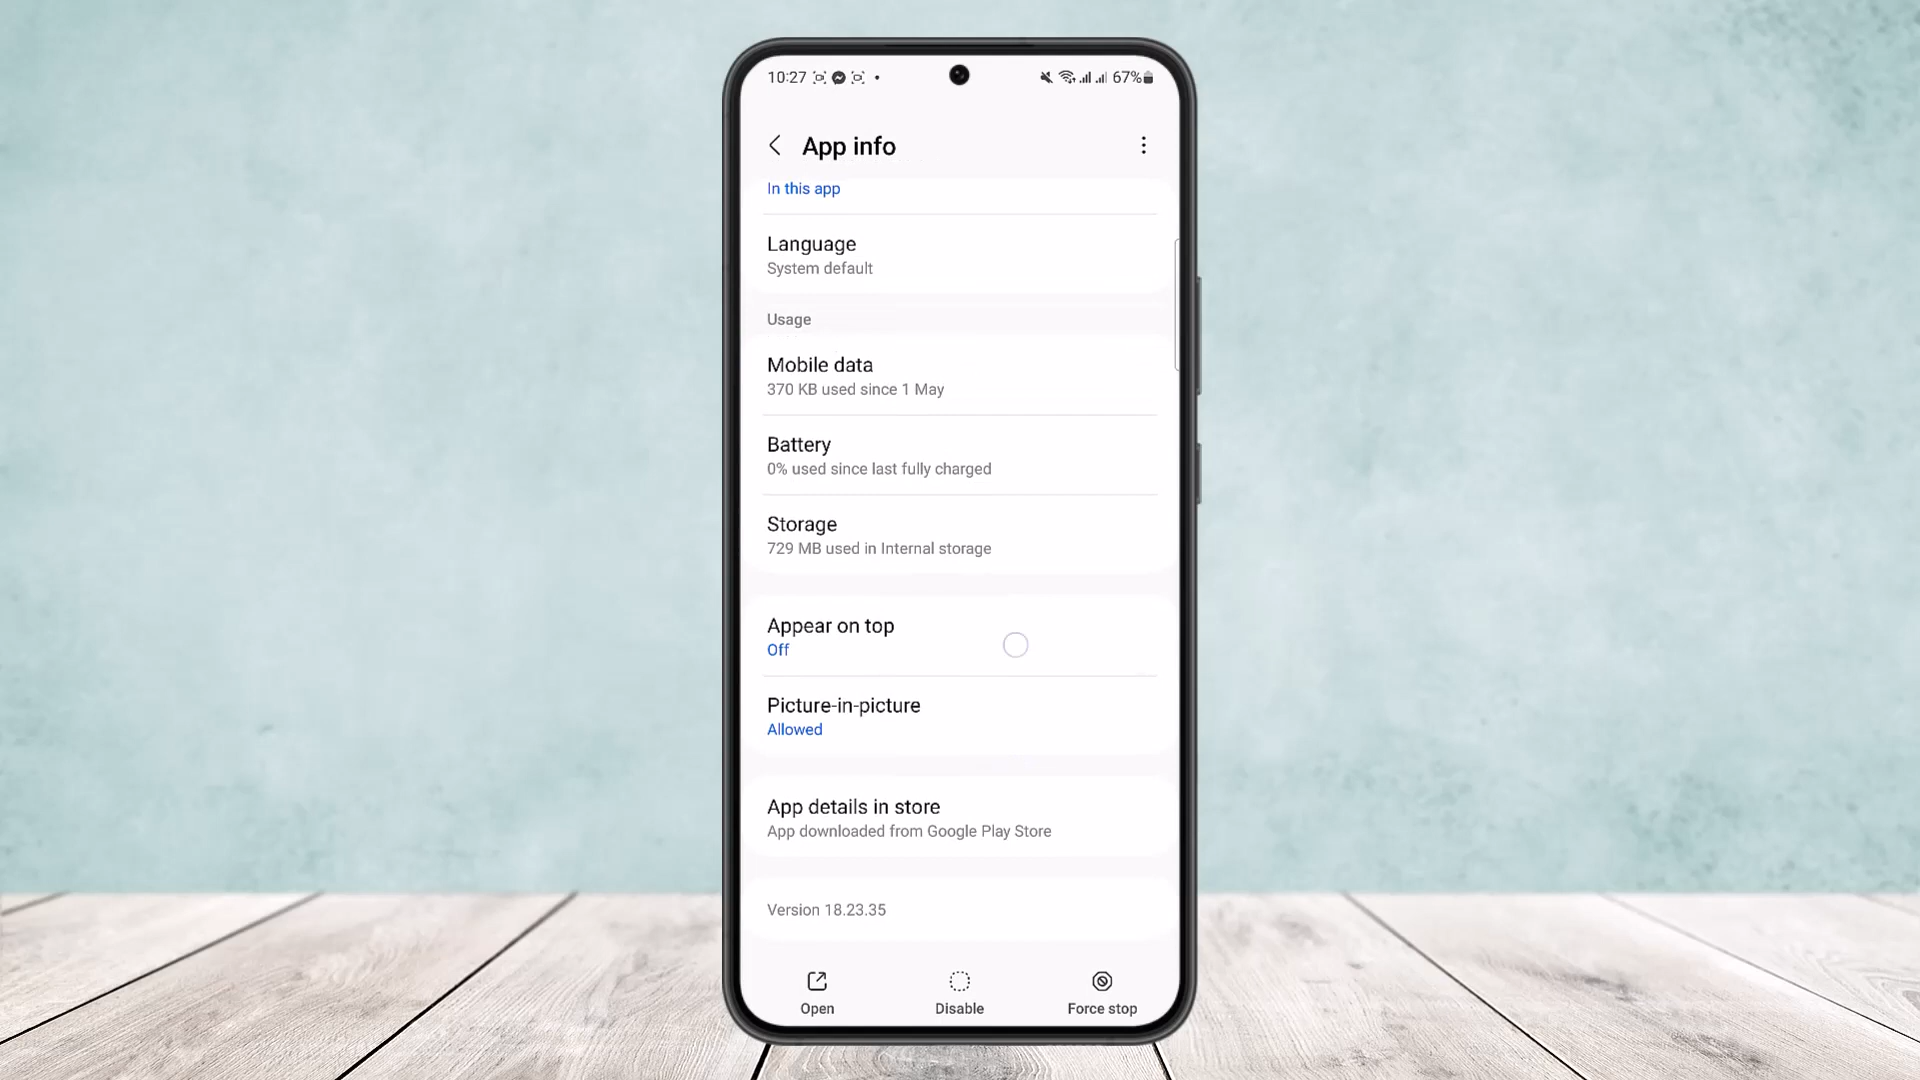 10:27 67%
App info
In this app
Language
System default
Usage
Mobile data
370 KB used since 1 May
Battery
0% used since last fully charged
Storage
729 MB used in Internal storage
Appear on top
Off
Picture-in-picture
Allowed
App details in store
App downloaded from Google Play Store
Version 18.23.35
Open Disable Force stop